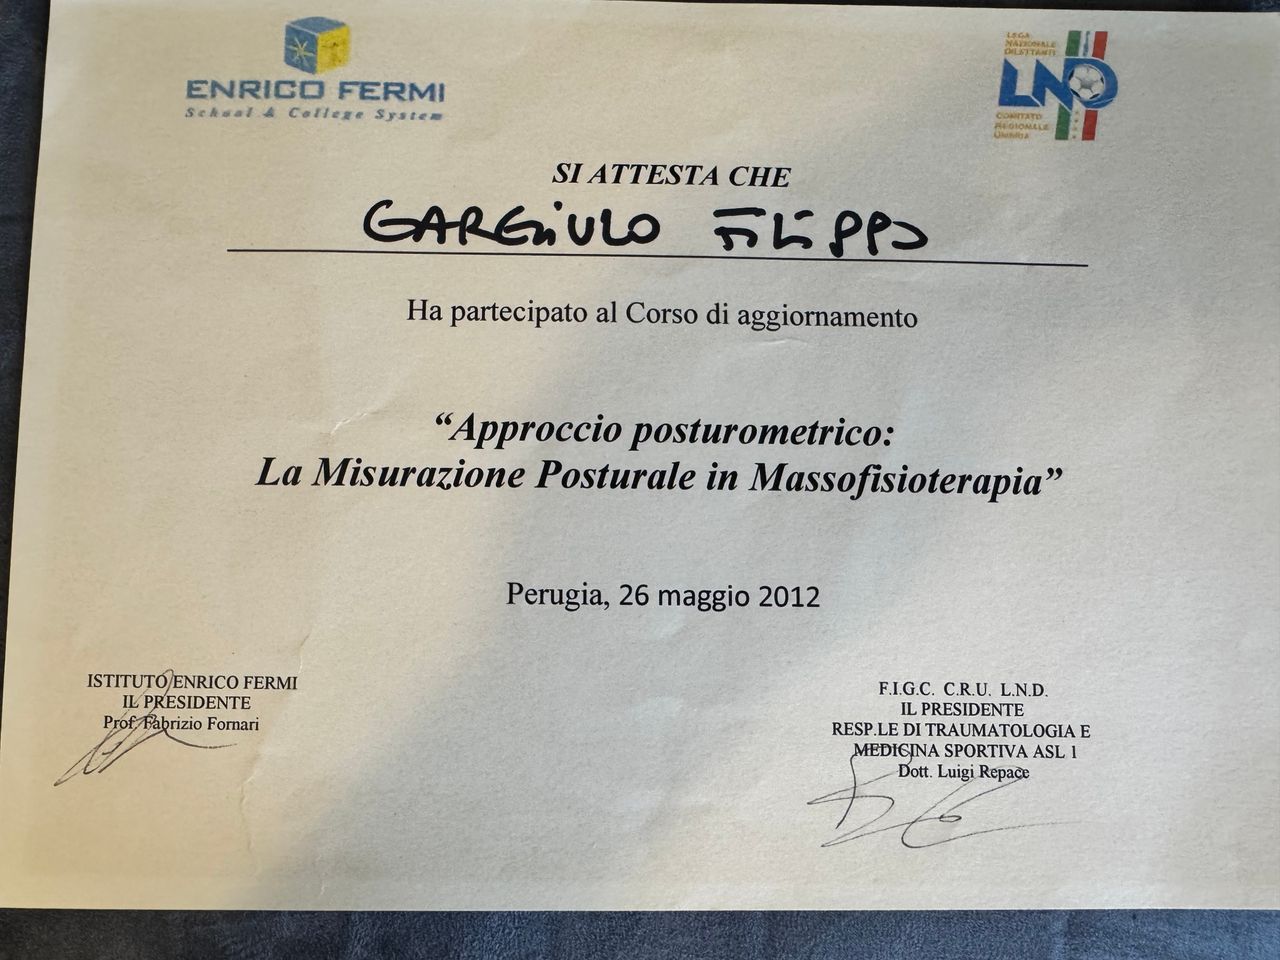 ENRICO FERMI
School & College System
LEGA
NAZIONALE
DILETTANTI
LND
COMITATO
REGIONALE
UMBRIA
SI ATTESTA CHE
GARGIULO FILIPPO
Ha partecipato al Corso di aggiornamento
“Approccio posturometrico:
La Misurazione Posturale in Massofisioterapia”
Perugia, 26 maggio 2012
ISTITUTO ENRICO FERMI
IL PRESIDENTE
Prof. Fabrizio Fornari
F.I.G.C. C.R.U. L.N.D.
IL PRESIDENTE
RESP.LE DI TRAUMATOLOGIA E
MEDICINA SPORTIVA ASL 1
Dott. Luigi Repace